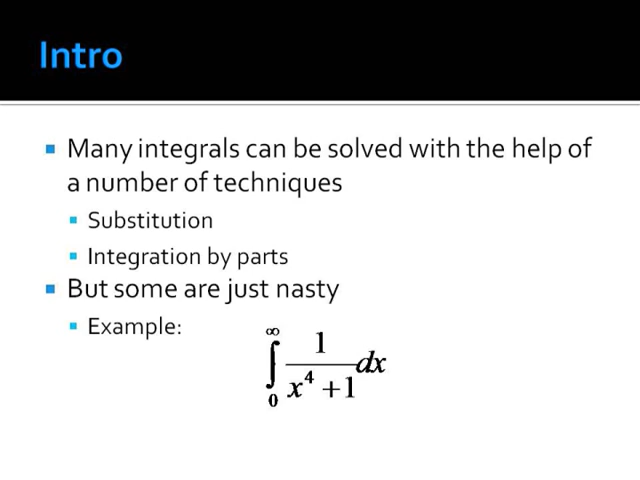 Intro
Many integrals can be solved with the help of
a number of techniques
Substitution
Integration by parts
But some are just nasty
Example:
∫₀^∞ 1/(x⁴+1) dx